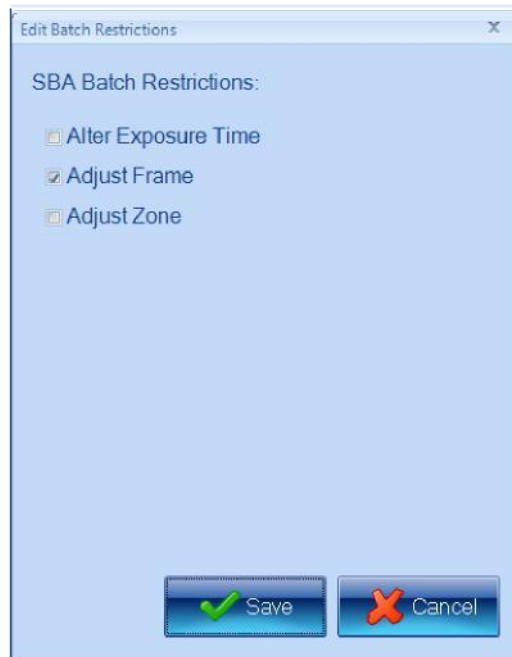 Edit Batch Restrictions x
SBA Batch Restrictions:
Alter Exposure Time
Adjust Frame
Adjust Zone
Save Cancel